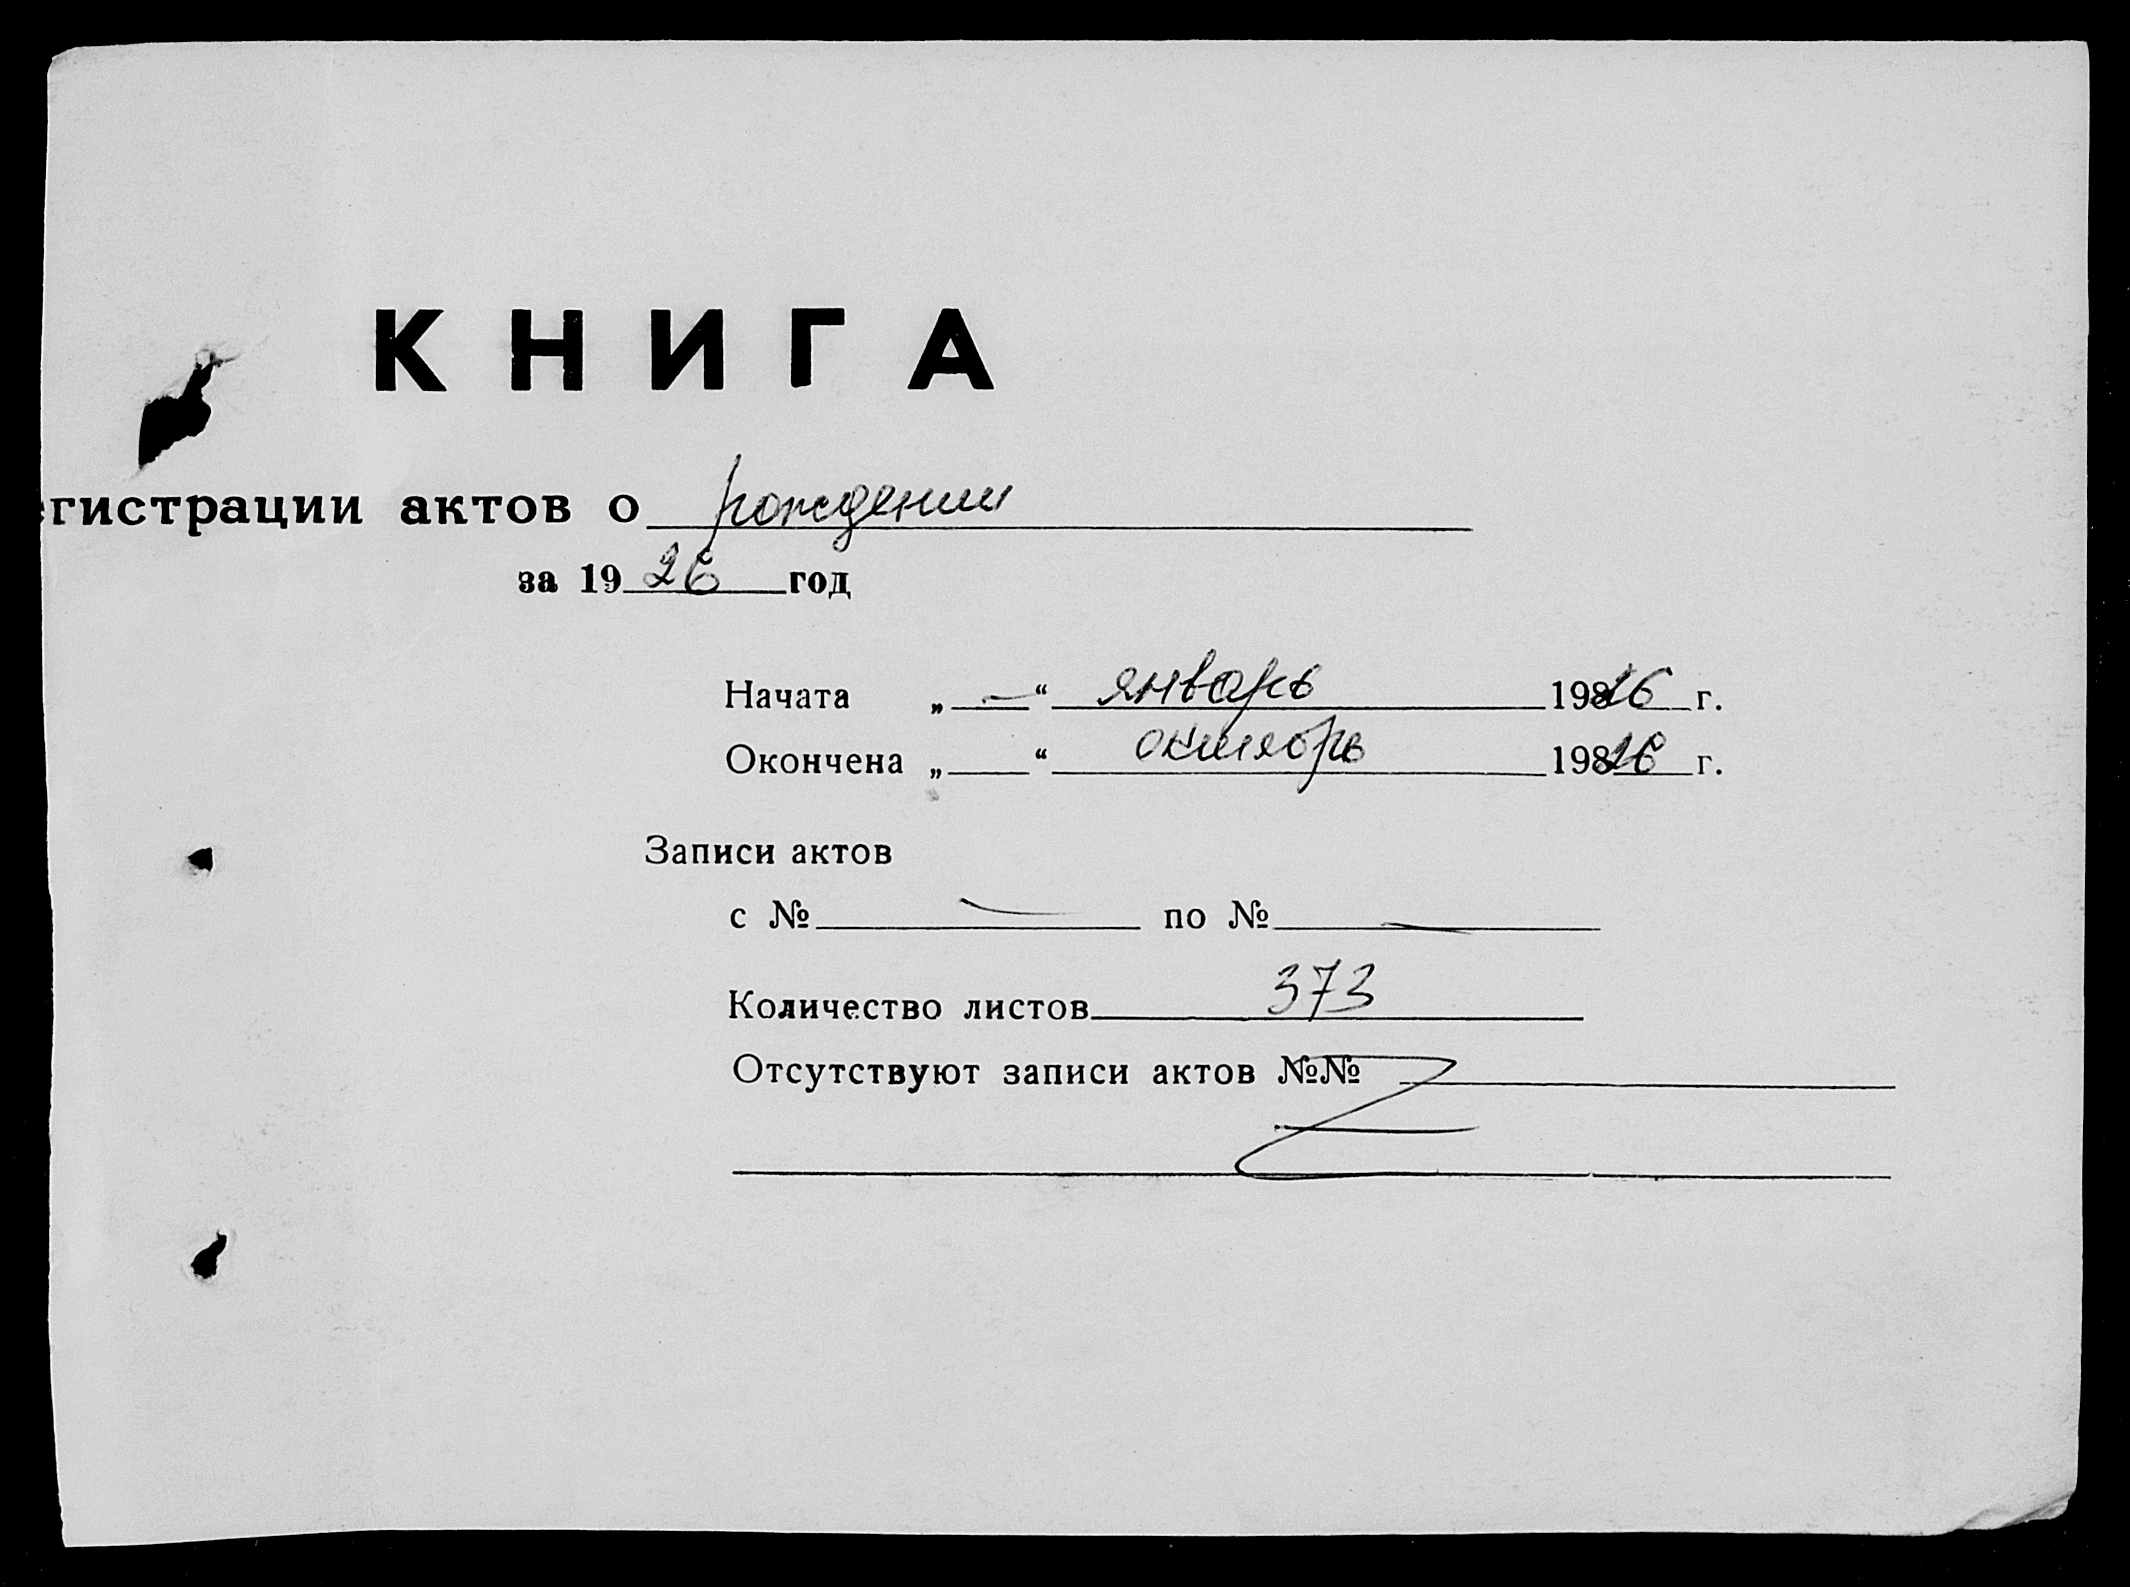 КНИГА
егистрации актов о рождении
за 1926 год
Начата „—“ январь 1926 г.
Окончена „ “ октябрь 1926 г.
Записи актов
с № — по № —
Количество листов 373
Отсутствуют записи актов №№